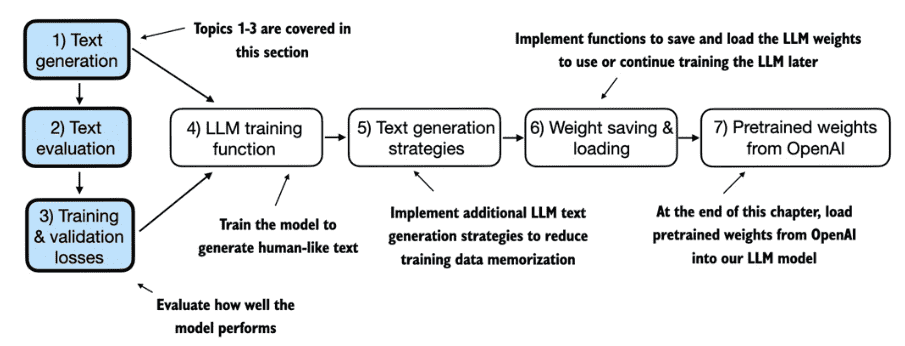 1) Text
generation
Topics 1-3 are covered in
this section
2) Text
evaluation
3) Training
& validation
losses
Evaluate how well the
model performs
4) LLM training
function
Train the model to
generate human-like text
5) Text generation
strategies
Implement additional LLM text
generation strategies to reduce
training data memorization
Implement functions to save and load the LLM weights
to use or continue training the LLM later
6) Weight saving &
loading
7) Pretrained weights
from OpenAI
At the end of this chapter, load
pretrained weights from OpenAI
into our LLM model